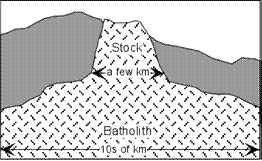 Stock
a few km
Batholith
10s of km